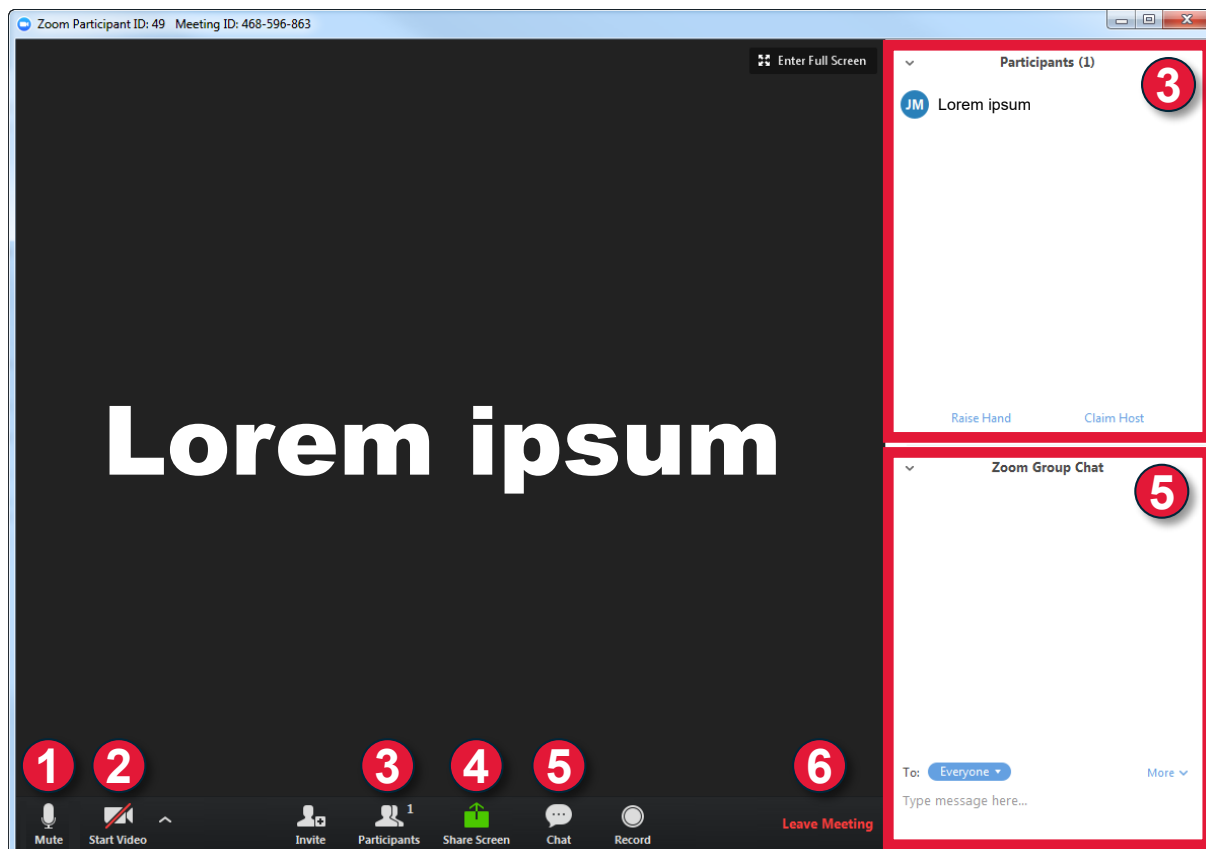 Zoom Participant ID: 49 Meeting ID: 468-596-863
Enter Full Screen
Participants (1)
3
JM Lorem ipsum
Lorem ipsum
Raise Hand Claim Host
Zoom Group Chat
5
To: Everyone More
Type message here...
1 2 3 4 5 6
1
Mute Start Video Invite Participants Share Screen Chat Record Leave Meeting